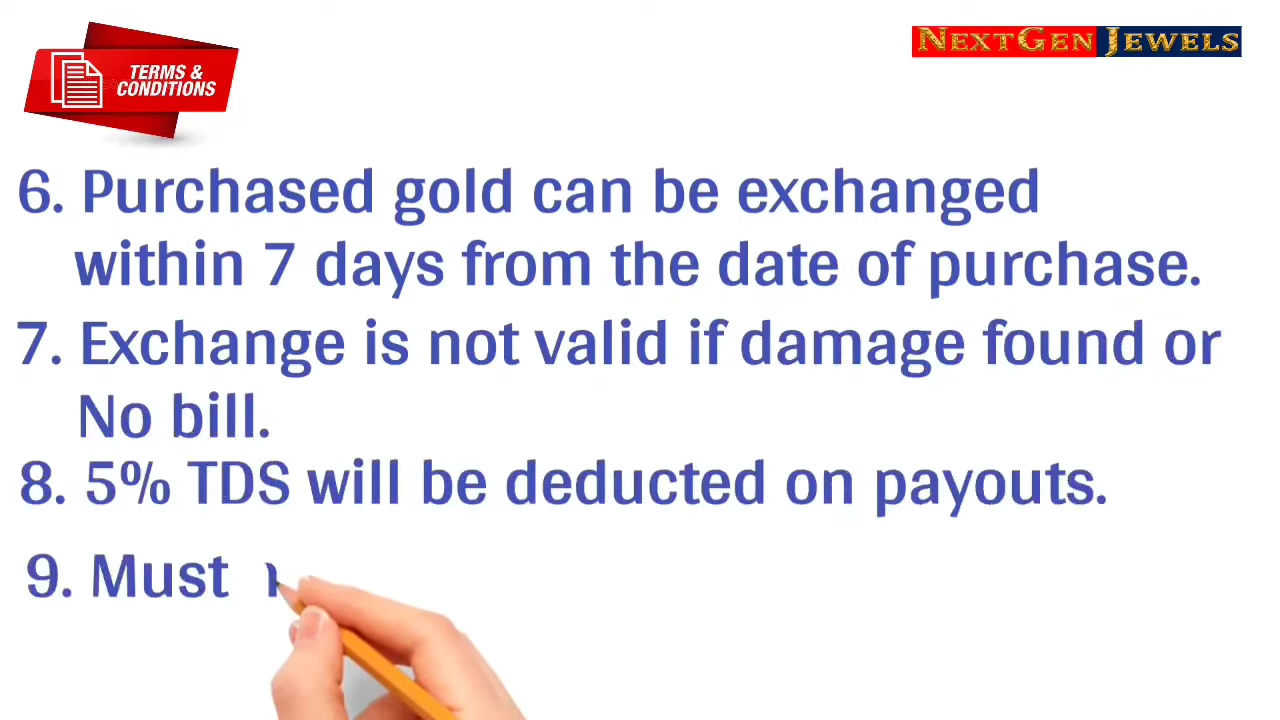 TERMS &
CONDITIONS
NEXTGEN JEWELS
6. Purchased gold can be exchanged
within 7 days from the date of purchase.
7. Exchange is not valid if damage found or
No bill.
8. 5% TDS will be deducted on payouts.
9. Must